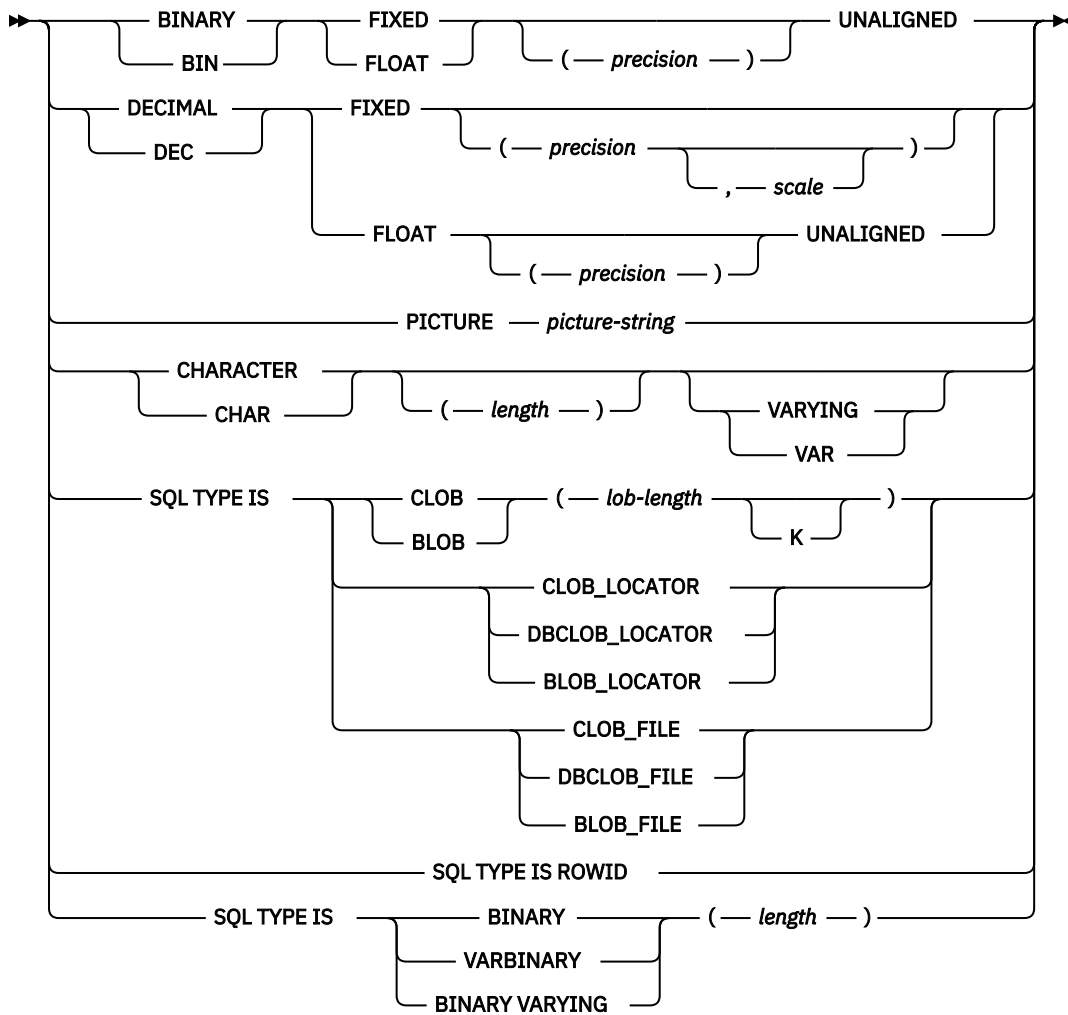 BINARY FIXED UNALIGNED
BIN FLOAT ( precision )
DECIMAL FIXED
DEC ( precision )
, scale
FLOAT UNALIGNED
( precision )
PICTURE picture-string
CHARACTER
CHAR ( length ) VARYING
VAR
SQL TYPE IS CLOB ( lob-length )
BLOB K
CLOB_LOCATOR
DBCLOB_LOCATOR
BLOB_LOCATOR
CLOB_FILE
DBCLOB_FILE
BLOB_FILE
SQL TYPE IS ROWID
SQL TYPE IS BINARY ( length )
VARBINARY
BINARY VARYING